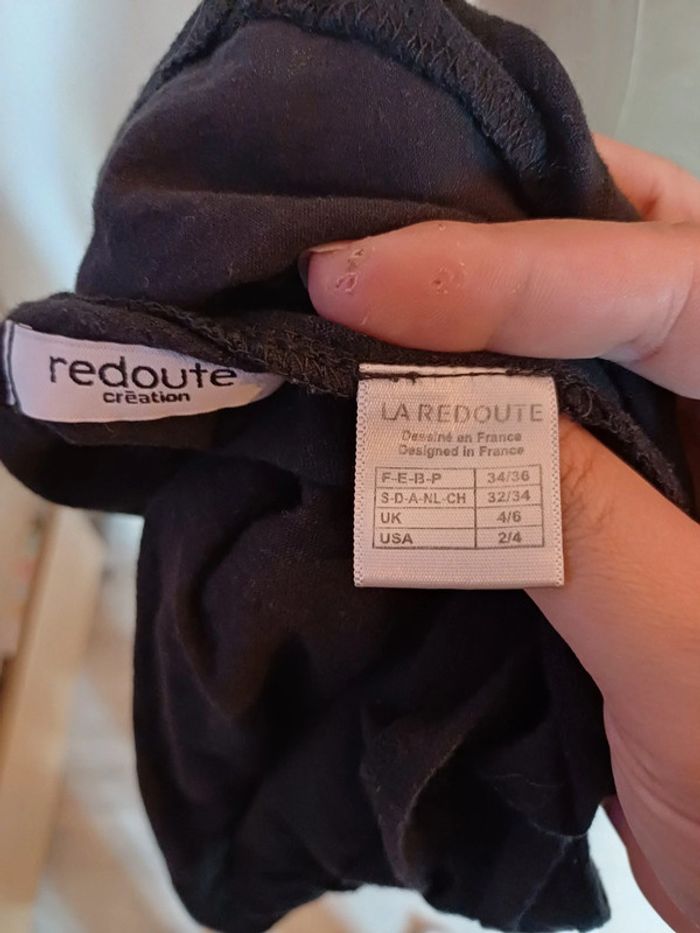 redoute
crēation
LA REDOUTE
Dessiné en France
Designed in France
F-E-B-P 34/36
S-D-A-NL-CH 32/34
UK 4/6
USA 2/4